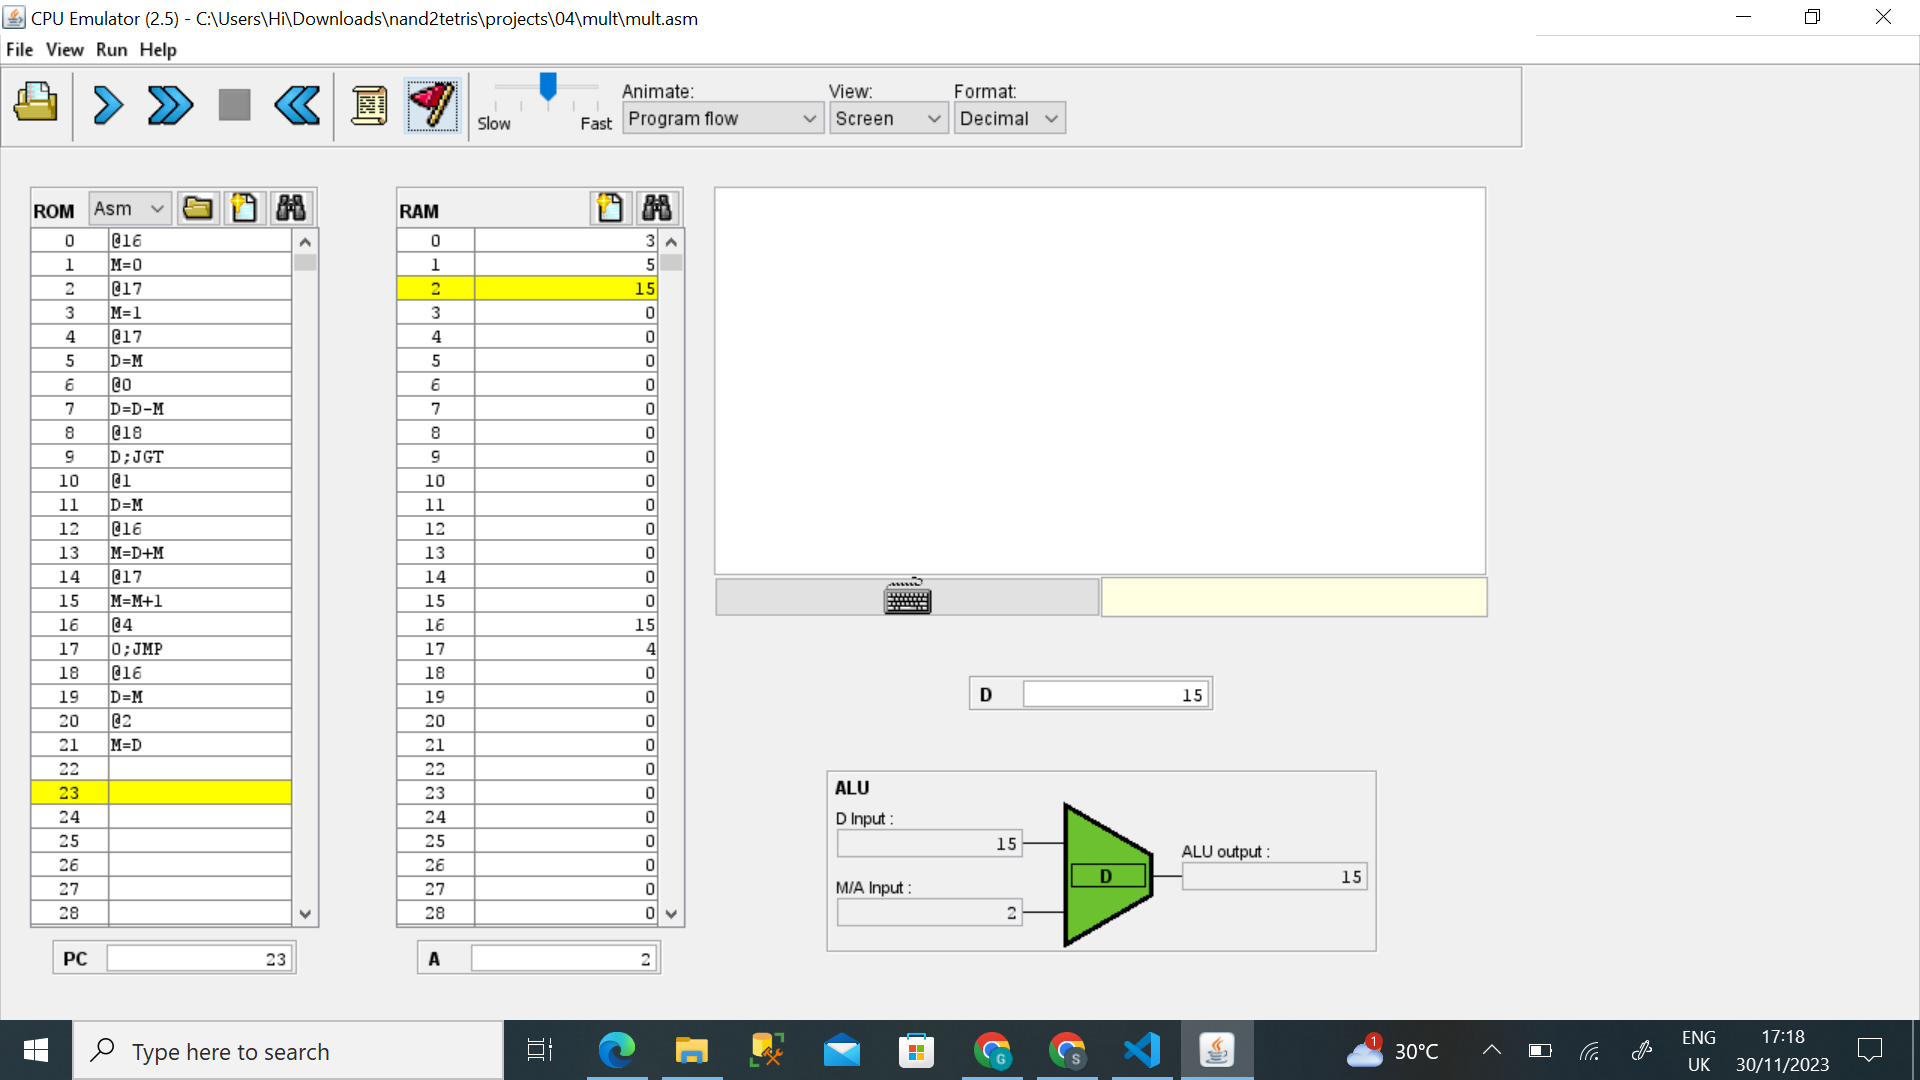 CPU Emulator (2.5) - C:\Users\Hi\Downloads\nand2tetris\projects\04\mult\mult.asm
File View Run Help
Slow Fast
Animate: View: Format:
Program flow Screen Decimal
ROM Asm
0 @16
1 M=0
2 @17
3 M=1
4 @17
5 D=M
6 @0
7 D=D-M
8 @18
9 D;JGT
10 @1
11 D=M
12 @16
13 M=D+M
14 @17
15 M=M+1
16 @4
17 0;JMP
18 @16
19 D=M
20 @2
21 M=D
22
23
24
25
26
27
28
PC 23
RAM
0 3
1 5
2 15
3 0
4 0
5 0
6 0
7 0
8 0
9 0
10 0
11 0
12 0
13 0
14 0
15 0
16 15
17 4
18 0
19 0
20 0
21 0
22 0
23 0
24 0
25 0
26 0
27 0
28 0
A 2
D 15
ALU
D Input :
15
M/A Input :
2
D
ALU output :
15
Type here to search
G
S
1
30°C
ENG
UK
17:18
30/11/2023